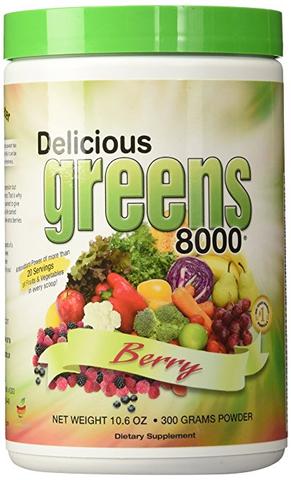 Delicious
greens
8000®
Antioxidant Power of more than
20 Servings
of Fruits & Vegetables
in every scoop!
Berry
NET WEIGHT 10.6 OZ • 300 GRAMS POWDER
Dietary Supplement